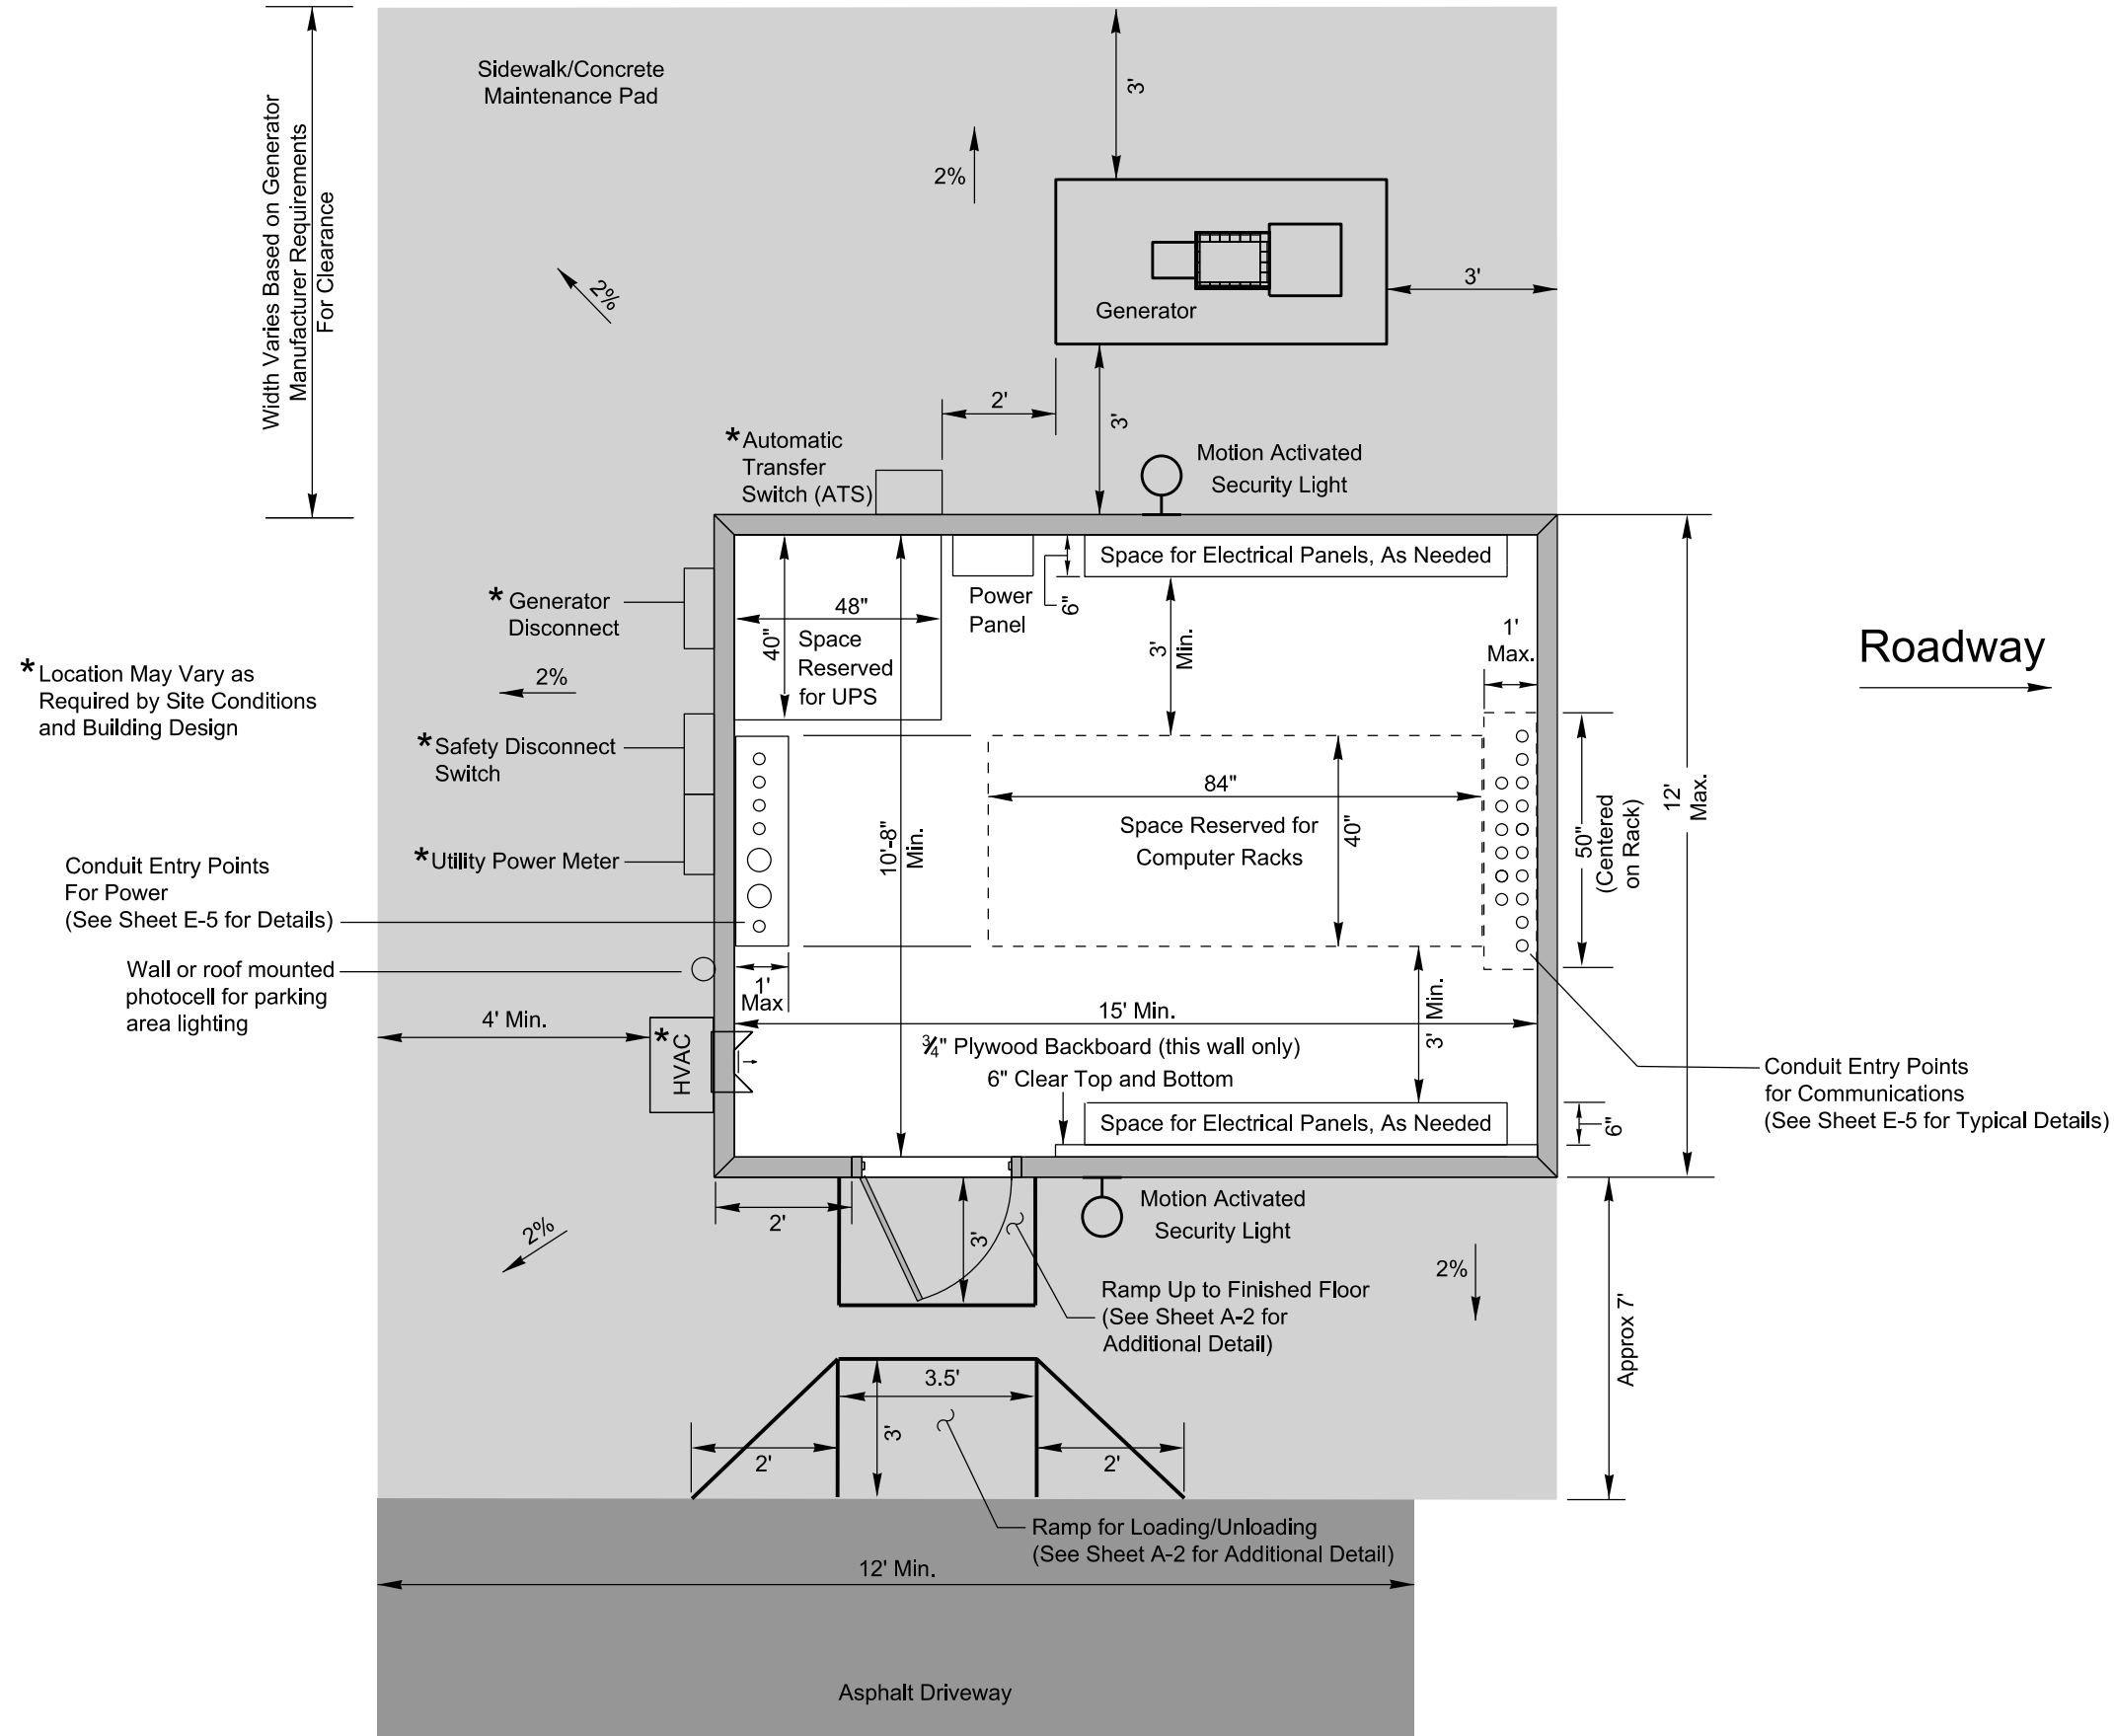 Sidewalk/Concrete
Maintenance Pad
3'
Width Varies Based on Generator
Manufacturer Requirements
For Clearance
2%
2%
Generator
3'
2'
3'
*Automatic
Transfer
Switch (ATS)
Motion Activated
Security Light
Space for Electrical Panels, As Needed
Power
Panel
6"
48"
40"
Space
Reserved
for UPS
3'
Min.
1'
Max.
* Generator
Disconnect
Roadway
*Location May Vary as
Required by Site Conditions
and Building Design
2%
*Safety Disconnect
Switch
84"
Space Reserved for
Computer Racks
40"
10'-8"
Min.
50"
(Centered
on Rack)
12'
Max.
*Utility Power Meter
Conduit Entry Points
For Power
(See Sheet E-5 for Details)
Wall or roof mounted
photocell for parking
area lighting
1'
Max
4' Min.
15' Min.
3' Min.
*
HVAC
¾" Plywood Backboard (this wall only)
6" Clear Top and Bottom
Conduit Entry Points
for Communications
(See Sheet E-5 for Typical Details)
Space for Electrical Panels, As Needed
6"
2'
3'
Motion Activated
Security Light
2%
2%
Ramp Up to Finished Floor
(See Sheet A-2 for
Additional Detail)
Approx 7'
3.5'
3'
2'
2'
Ramp for Loading/Unloading
(See Sheet A-2 for Additional Detail)
12' Min.
Asphalt Driveway